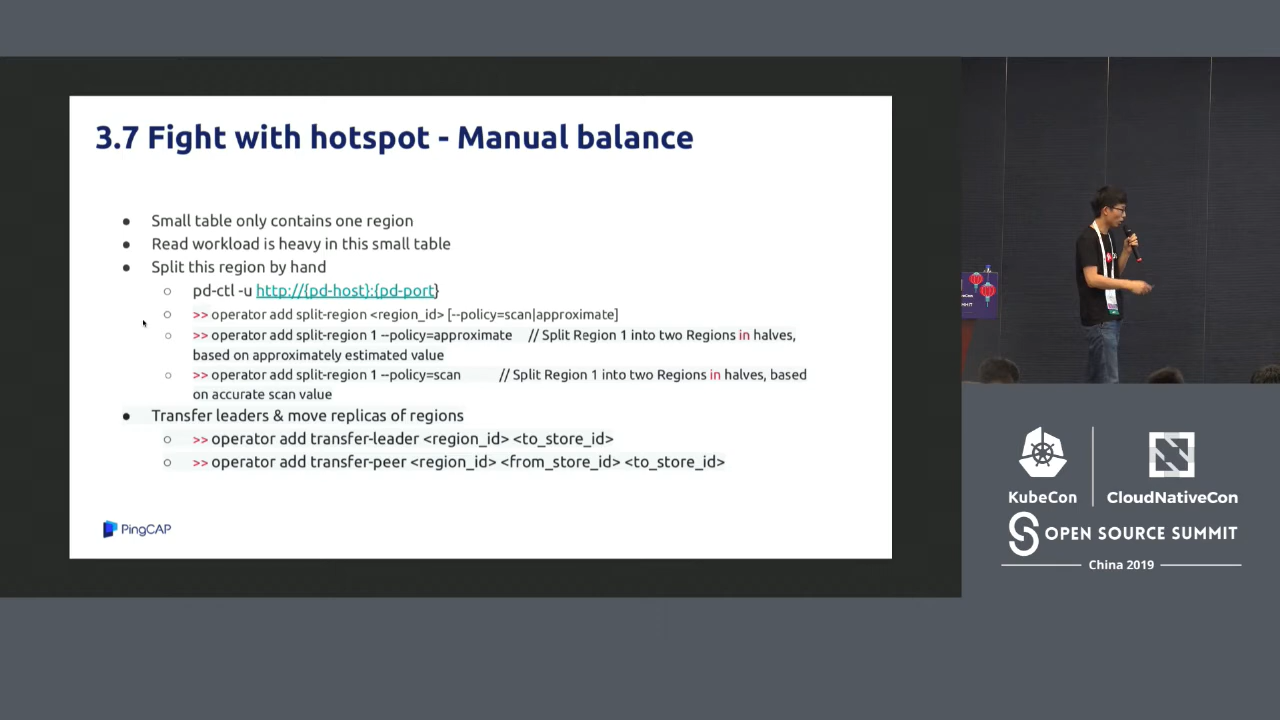 3.7 Fight with hotspot - Manual balance
● Small table only contains one region
● Read workload is heavy in this small table
● Split this region by hand
○ pd-ctl -u http://{pd-host}:{pd-port}
○ >> operator add split-region <region_id> [--policy=scan|approximate]
○ >> operator add split-region 1 --policy=approximate // Split Region 1 into two Regions in halves,
based on approximately estimated value
○ >> operator add split-region 1 --policy=scan // Split Region 1 into two Regions in halves, based
on accurate scan value
● Transfer leaders & move replicas of regions
○ >> operator add transfer-leader <region_id> <to_store_id>
○ >> operator add transfer-peer <region_id> <from_store_id> <to_store_id>
PingCAP
KubeCon
CloudNativeCon
OPEN SOURCE SUMMIT
China 2019